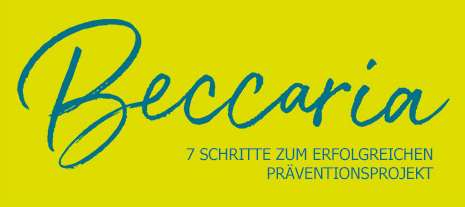 Beccaria
7 SCHRITTE ZUM ERFOLGREICHEN
PRÄVENTIONSPROJEKT